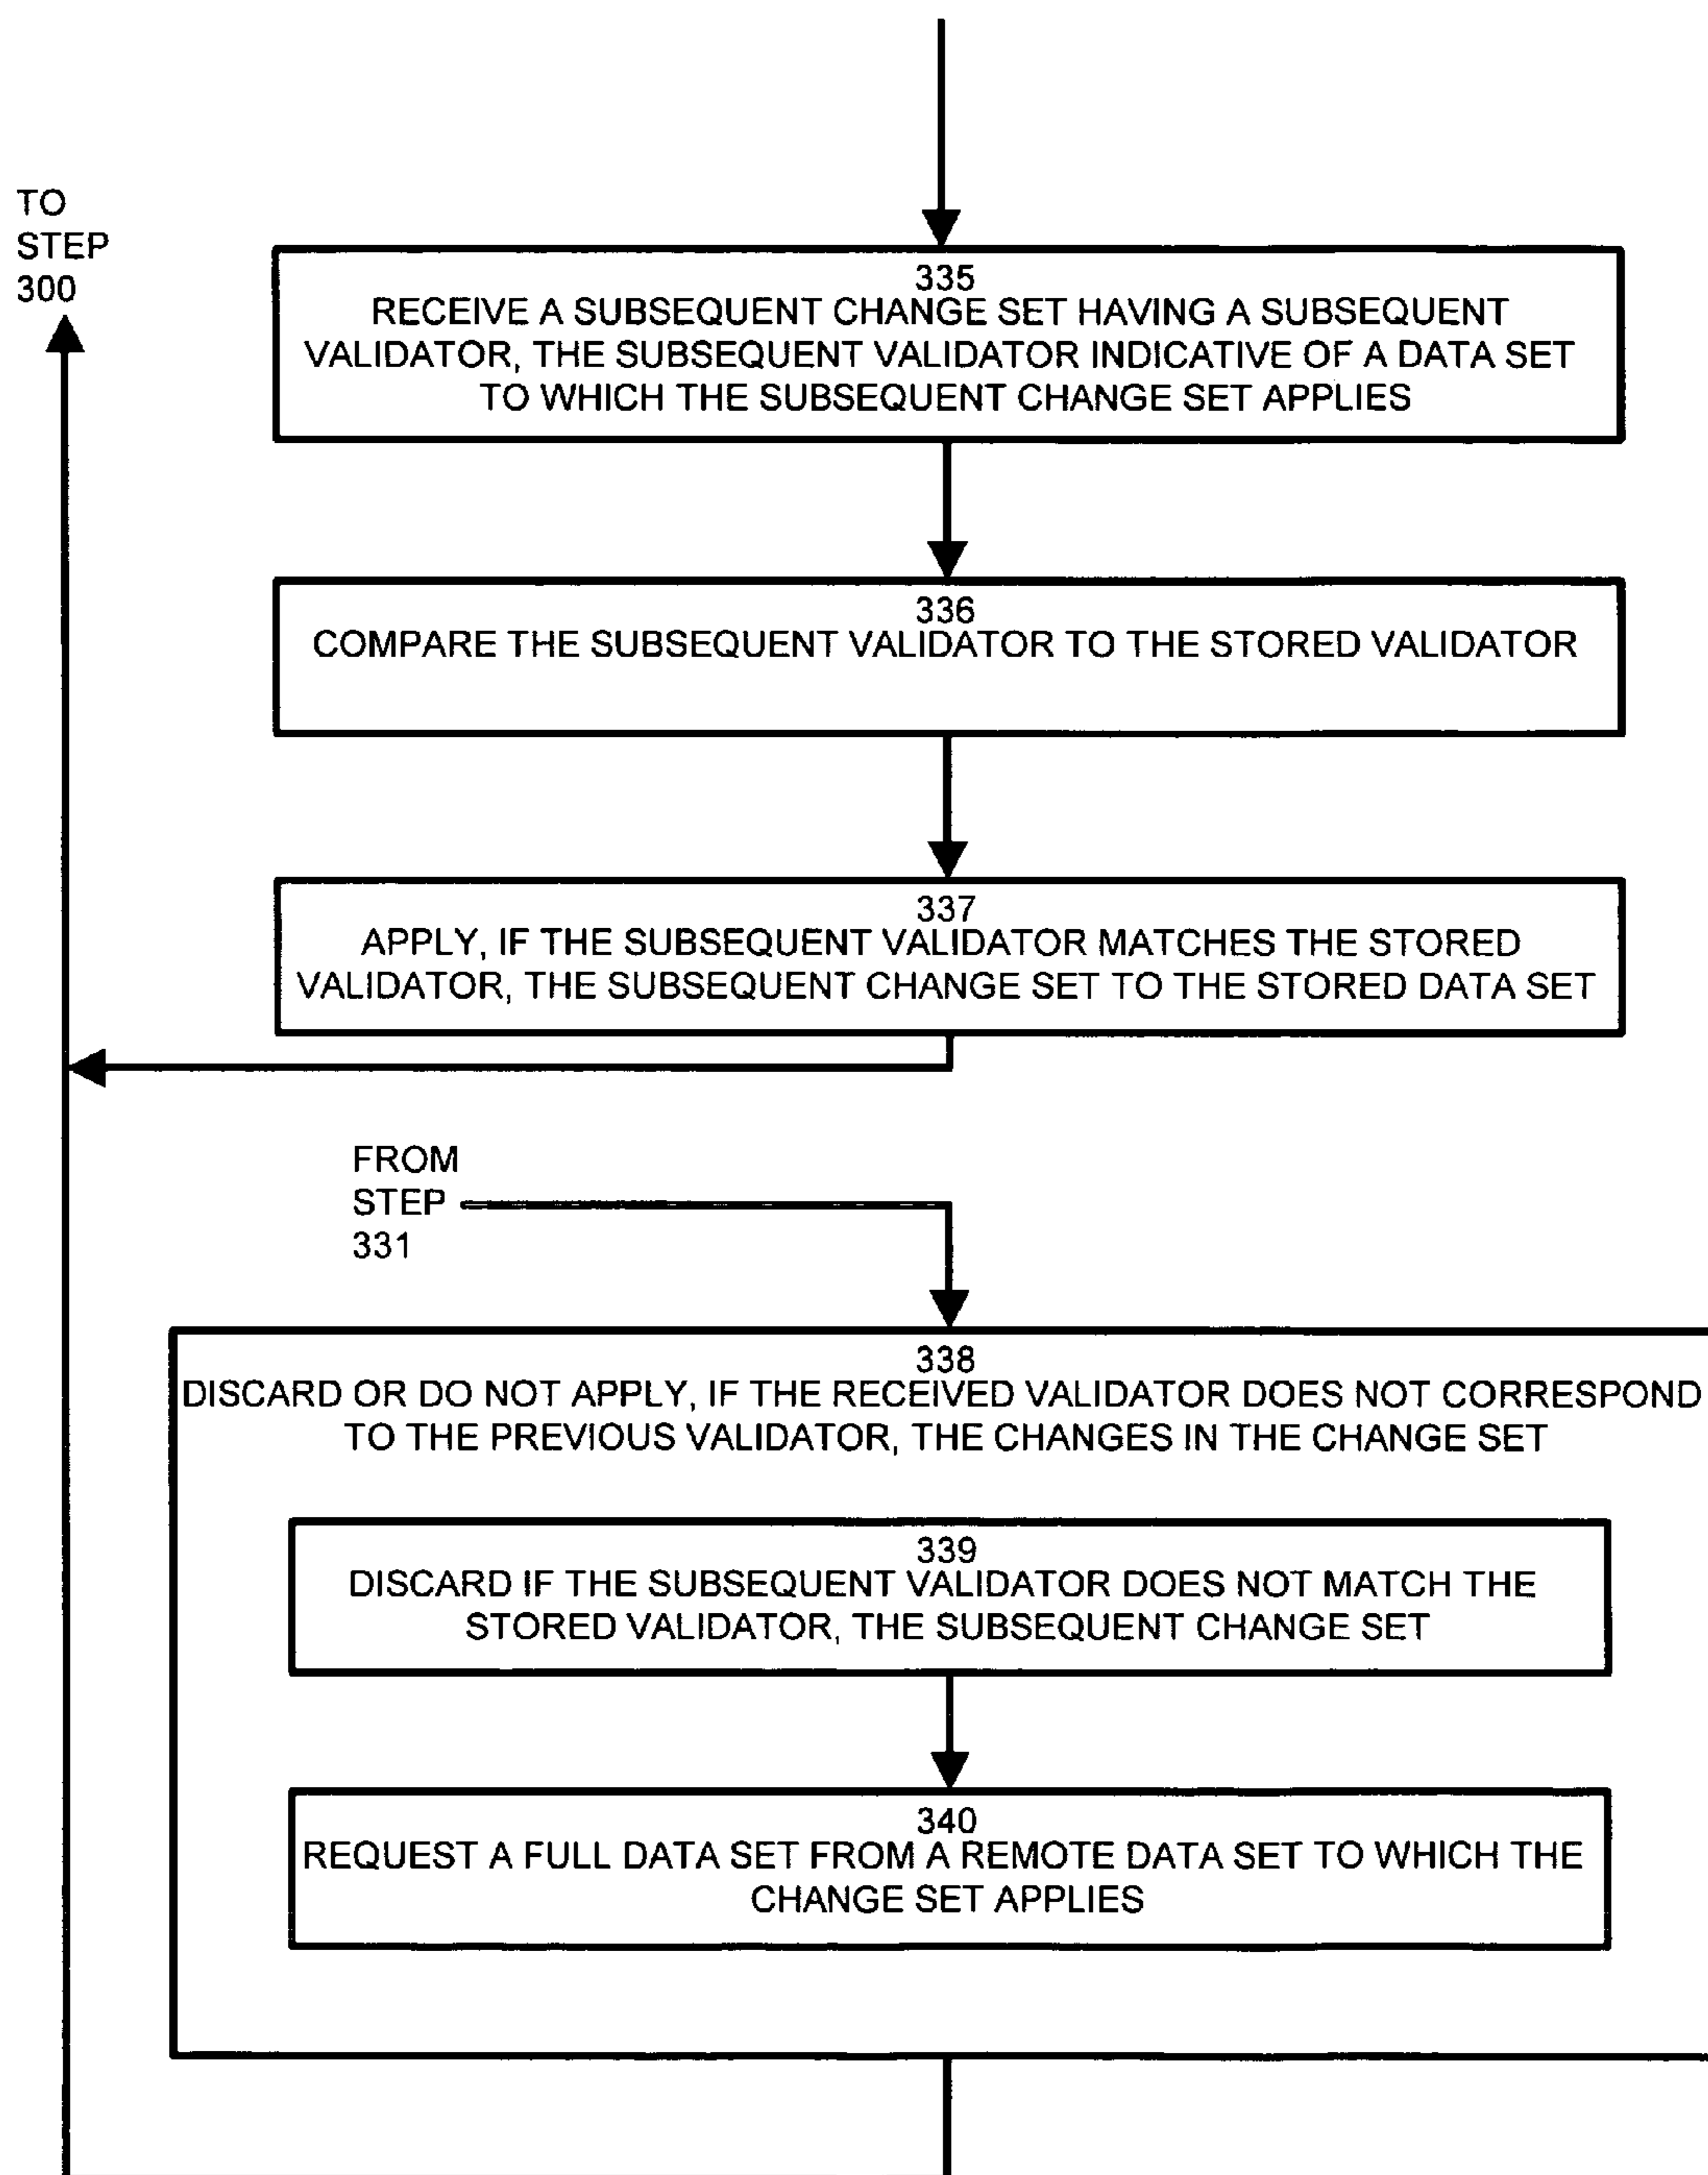 TO
STEP
300
335
RECEIVE A SUBSEQUENT CHANGE SET HAVING A SUBSEQUENT
VALIDATOR, THE SUBSEQUENT VALIDATOR INDICATIVE OF A DATA SET
TO WHICH THE SUBSEQUENT CHANGE SET APPLIES
336
COMPARE THE SUBSEQUENT VALIDATOR TO THE STORED VALIDATOR
337
APPLY, IF THE SUBSEQUENT VALIDATOR MATCHES THE STORED
VALIDATOR, THE SUBSEQUENT CHANGE SET TO THE STORED DATA SET
FROM
STEP
331
338
DISCARD OR DO NOT APPLY, IF THE RECEIVED VALIDATOR DOES NOT CORRESPOND
TO THE PREVIOUS VALIDATOR, THE CHANGES IN THE CHANGE SET
339
DISCARD IF THE SUBSEQUENT VALIDATOR DOES NOT MATCH THE
STORED VALIDATOR, THE SUBSEQUENT CHANGE SET
340
REQUEST A FULL DATA SET FROM A REMOTE DATA SET TO WHICH THE
CHANGE SET APPLIES